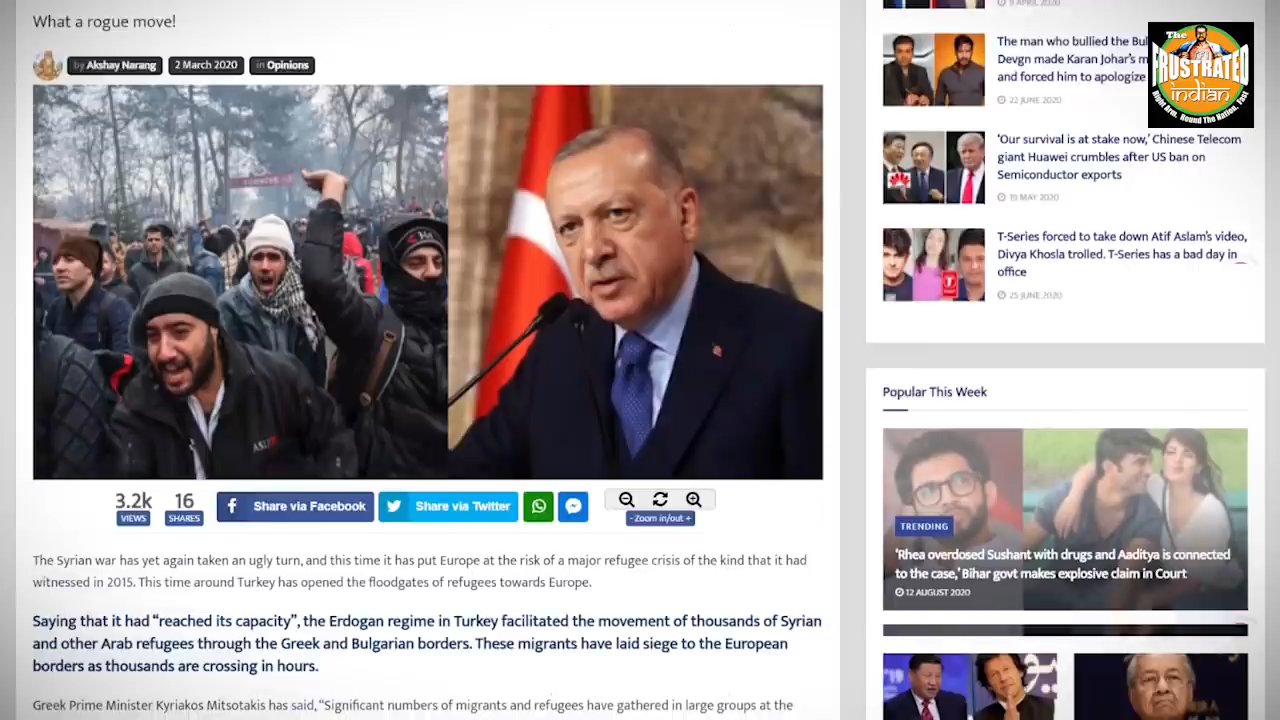 What a rogue move!
by Akshay Narang
2 March 2020
in Opinions
3.2k
VIEWS
16
SHARES
Share via Facebook
Share via Twitter
- Zoom in/out +
The Syrian war has yet again taken an ugly turn, and this time it has put Europe at the risk of a major refugee crisis of the kind that it had
witnessed in 2015. This time around Turkey has opened the floodgates of refugees towards Europe.
Saying that it had “reached its capacity”, the Erdogan regime in Turkey facilitated the movement of thousands of Syrian
and other Arab refugees through the Greek and Bulgarian borders. These migrants have laid siege to the European
borders as thousands are crossing in hours.
Greek Prime Minister Kyriakos Mitsotakis has said, “Significant numbers of migrants and refugees have gathered in large groups at the
9 APRIL 2020
The man who bullied the
Devgn made Karan Johar’s
and forced him to apologize
22 JUNE 2020
‘Our survival is at stake now,’ Chinese Telecom
giant Huawei crumbles after US ban on
Semiconductor exports
19 MAY 2020
T-Series forced to take down Atif Aslam’s video,
Divya Khosla trolled. T-Series has a bad day in
office
25 JUNE 2020
Popular This Week
TRENDING
‘Rhea overdosed Sushant with drugs and Aaditya is connected
to the case,’ Bihar govt makes explosive claim in Court
12 AUGUST 2020
The
FRUSTRATED
indian
Right Arm. Round The Nation. Fast